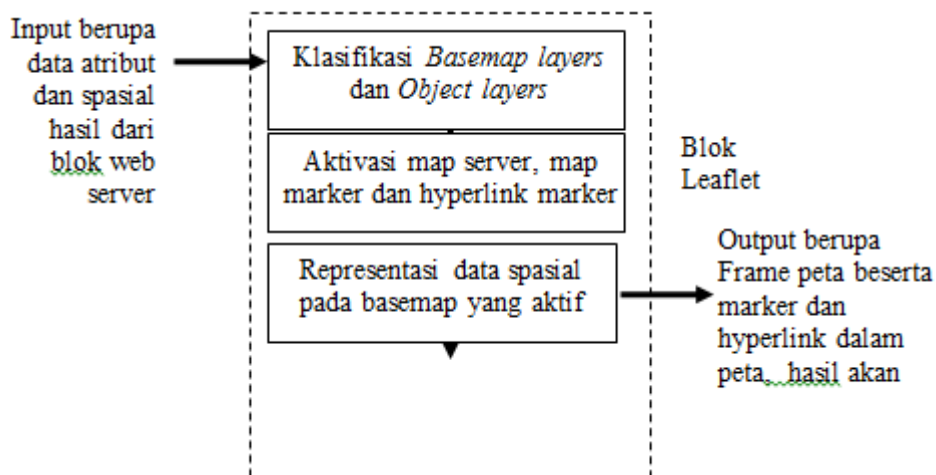 Input berupa
data atribut
dan spasial
hasil dari
blok web
server
Klasifikasi Basemap layers
dan Object layers
Aktivasi map server, map
marker dan hyperlink marker
Representasi data spasial
pada basemap yang aktif
Blok
Leaflet
Output berupa
Frame peta beserta
marker dan
hyperlink dalam
peta, hasil akan